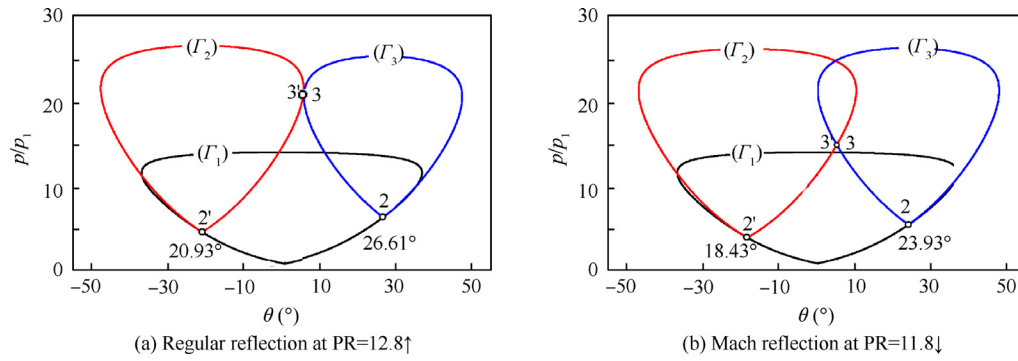 30
20
10
0
p/p₁
(Γ₂)
(Γ₃)
3' 3
(Γ₁)
2'
2
20.93°
26.61°
−50 −30 −10 10 30 50
θ (°)
(a) Regular reflection at PR=12.8↑
30
20
10
0
p/p₁
(Γ₂)
(Γ₃)
3 3
(Γ₁)
2'
2
18.43°
23.93°
−50 −30 −10 10 30 50
θ (°)
(b) Mach reflection at PR=11.8↓